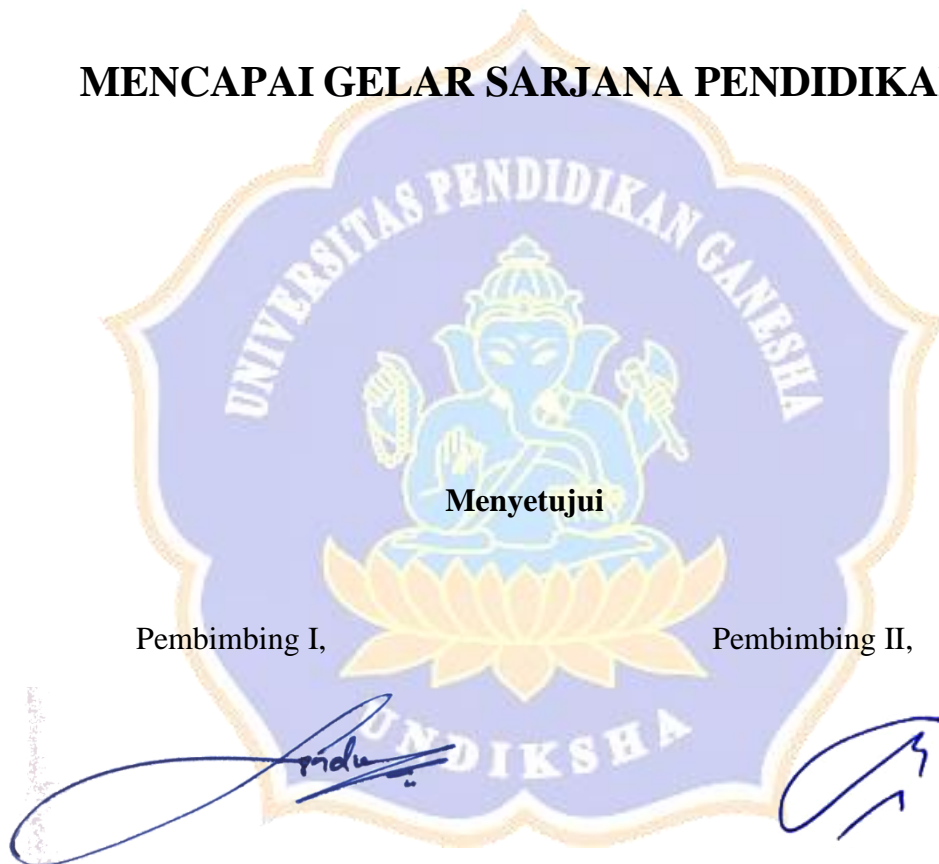 MENCAPAI GELAR SARJANA PENDIDIKA
UNIVERSITAS PENDIDIKAN GANESHA
Menyetujui
Pembimbing I,
Pembimbing II,
UNDIKSHA